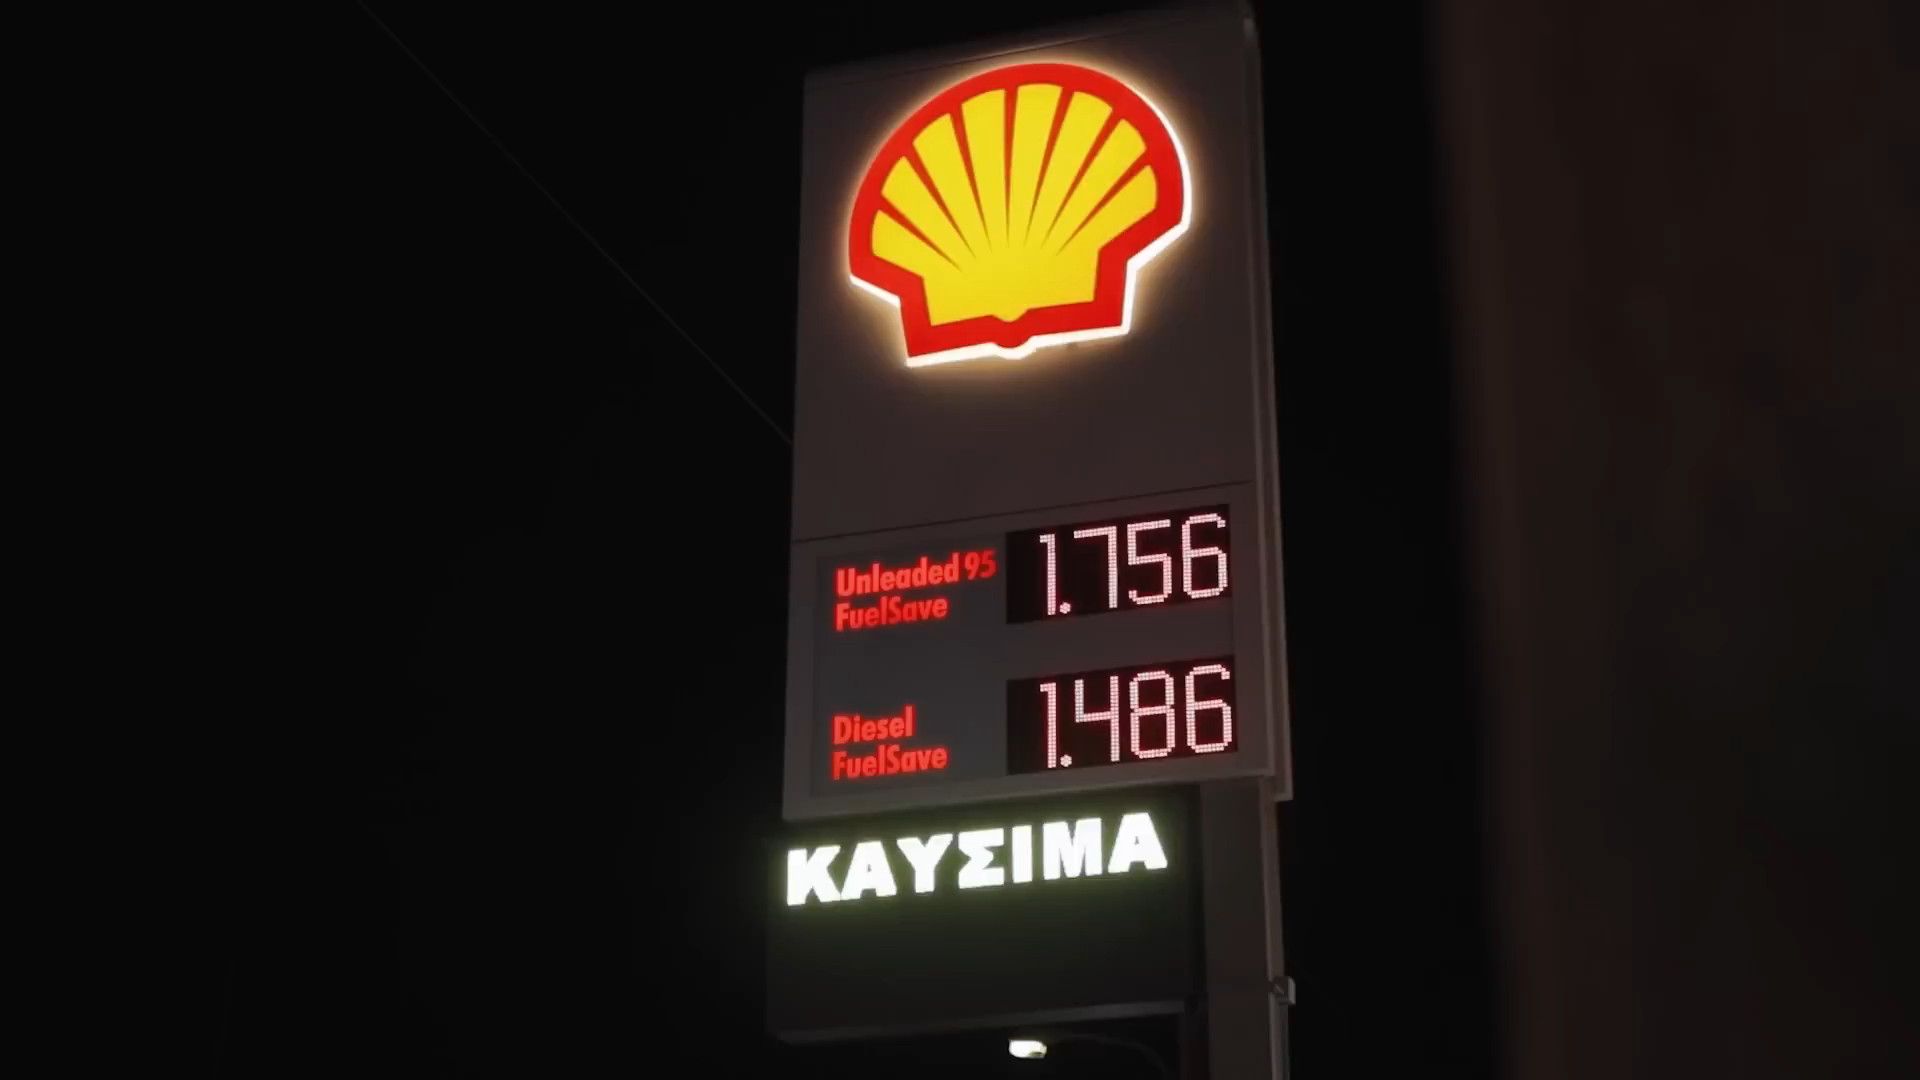 Unleaded 95
FuelSave
1.756
Diesel
FuelSave
1.486
ΚΑΥΣΙΜΑ